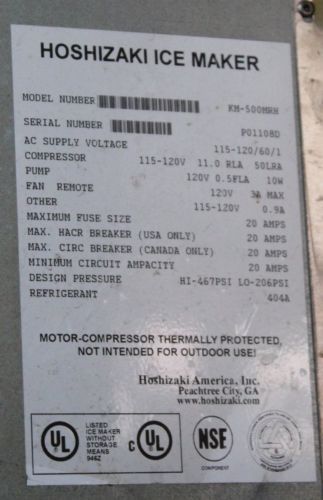 HOSHIZAKI ICE MAKER
MODEL NUMBER KM-500MRH
SERIAL NUMBER P01108D
AC SUPPLY VOLTAGE 115-120/60/1
COMPRESSOR 115-120V 11.0 RLA 50LRA
PUMP 120V 0.5FLA 10W
FAN REMOTE 120V 3A MAX
OTHER 115-120V 0.9A
MAXIMUM FUSE SIZE 20 AMPS
MAX. HACR BREAKER (USA ONLY) 20 AMPS
MAX. CIRC BREAKER (CANADA ONLY) 20 AMPS
MINIMUM CIRCUIT AMPACITY 20 AMPS
DESIGN PRESSURE HI-467PSI LO-206PSI
REFRIGERANT 404A
MOTOR-COMPRESSOR THERMALLY PROTECTED,
NOT INTENDED FOR OUTDOOR USE!
Hoshizaki America, Inc.
Peachtree City, GA
www.hoshizaki.com
UL
LISTED
ICE MAKER
WITHOUT
STORAGE
MEANS
946Z
C UL
NSF
COMPONENT